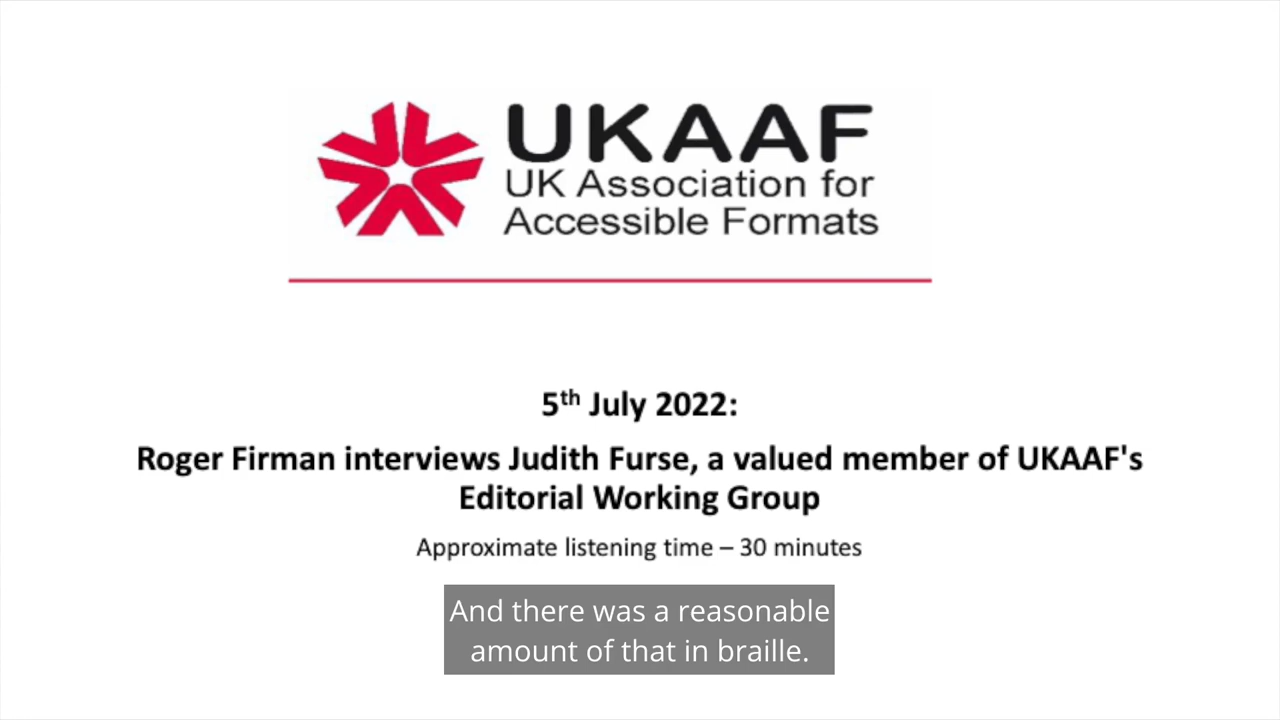 UKAAF
UK Association for
Accessible Formats
5th July 2022:
Roger Firman interviews Judith Furse, a valued member of UKAAF's
Editorial Working Group
Approximate listening time – 30 minutes
And there was a reasonable
amount of that in braille.